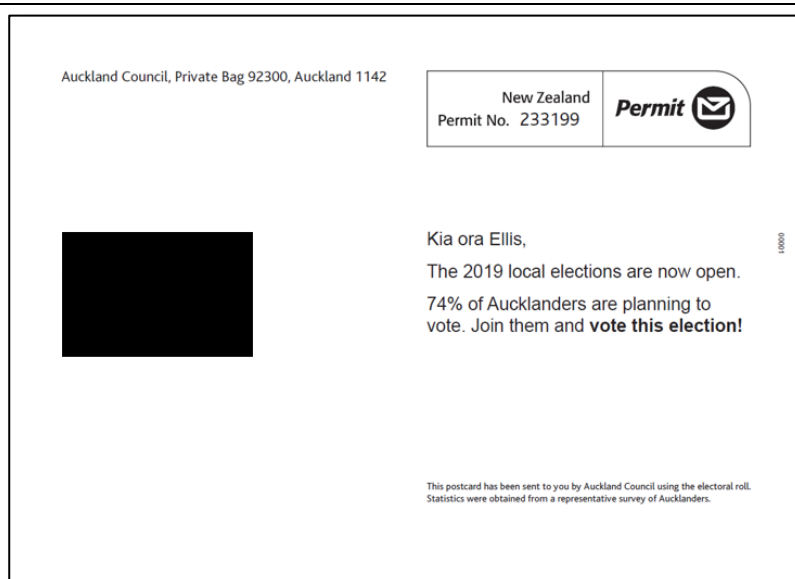 Auckland Council, Private Bag 92300, Auckland 1142
New Zealand
Permit No. 233199
Permit
Kia ora Ellis,
00001
The 2019 local elections are now open.
74% of Aucklanders are planning to
vote. Join them and vote this election!
This postcard has been sent to you by Auckland Council using the electoral roll.
Statistics were obtained from a representative survey of Aucklanders.